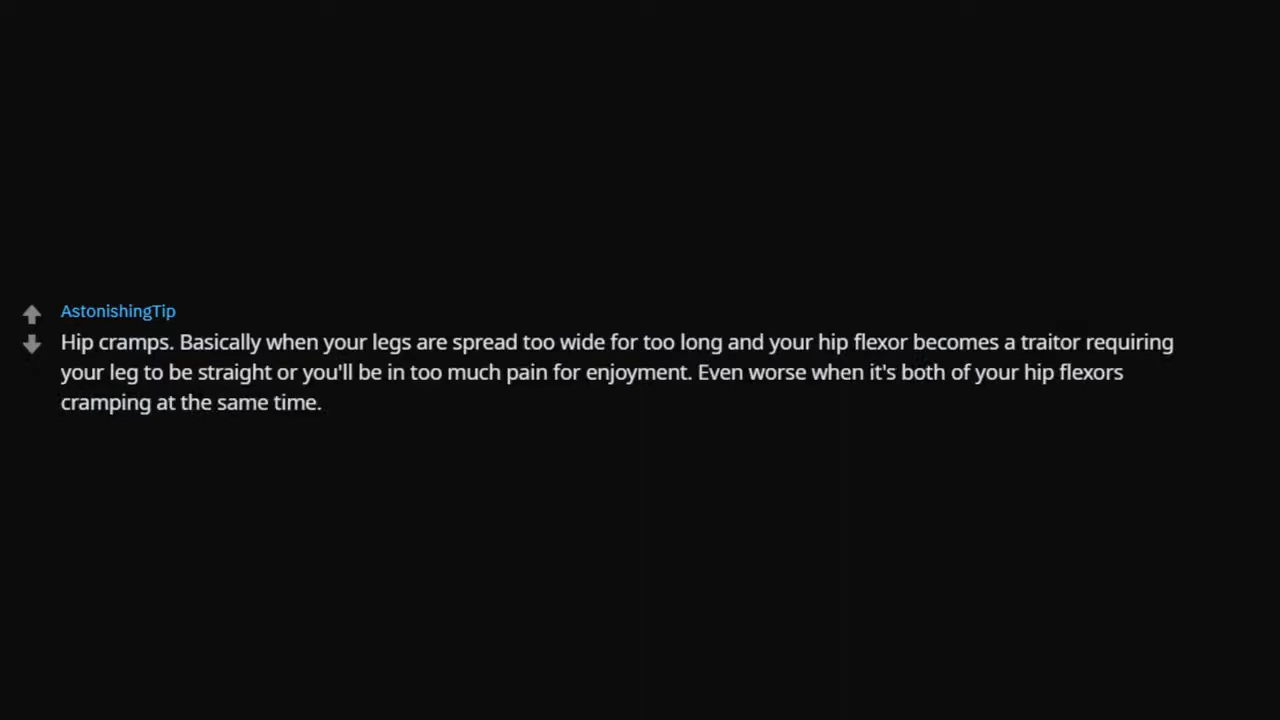 AstonishingTip
Hip cramps. Basically when your legs are spread too wide for too long and your hip flexor becomes a traitor requiring
your leg to be straight or you'll be in too much pain for enjoyment. Even worse when it's both of your hip flexors
cramping at the same time.